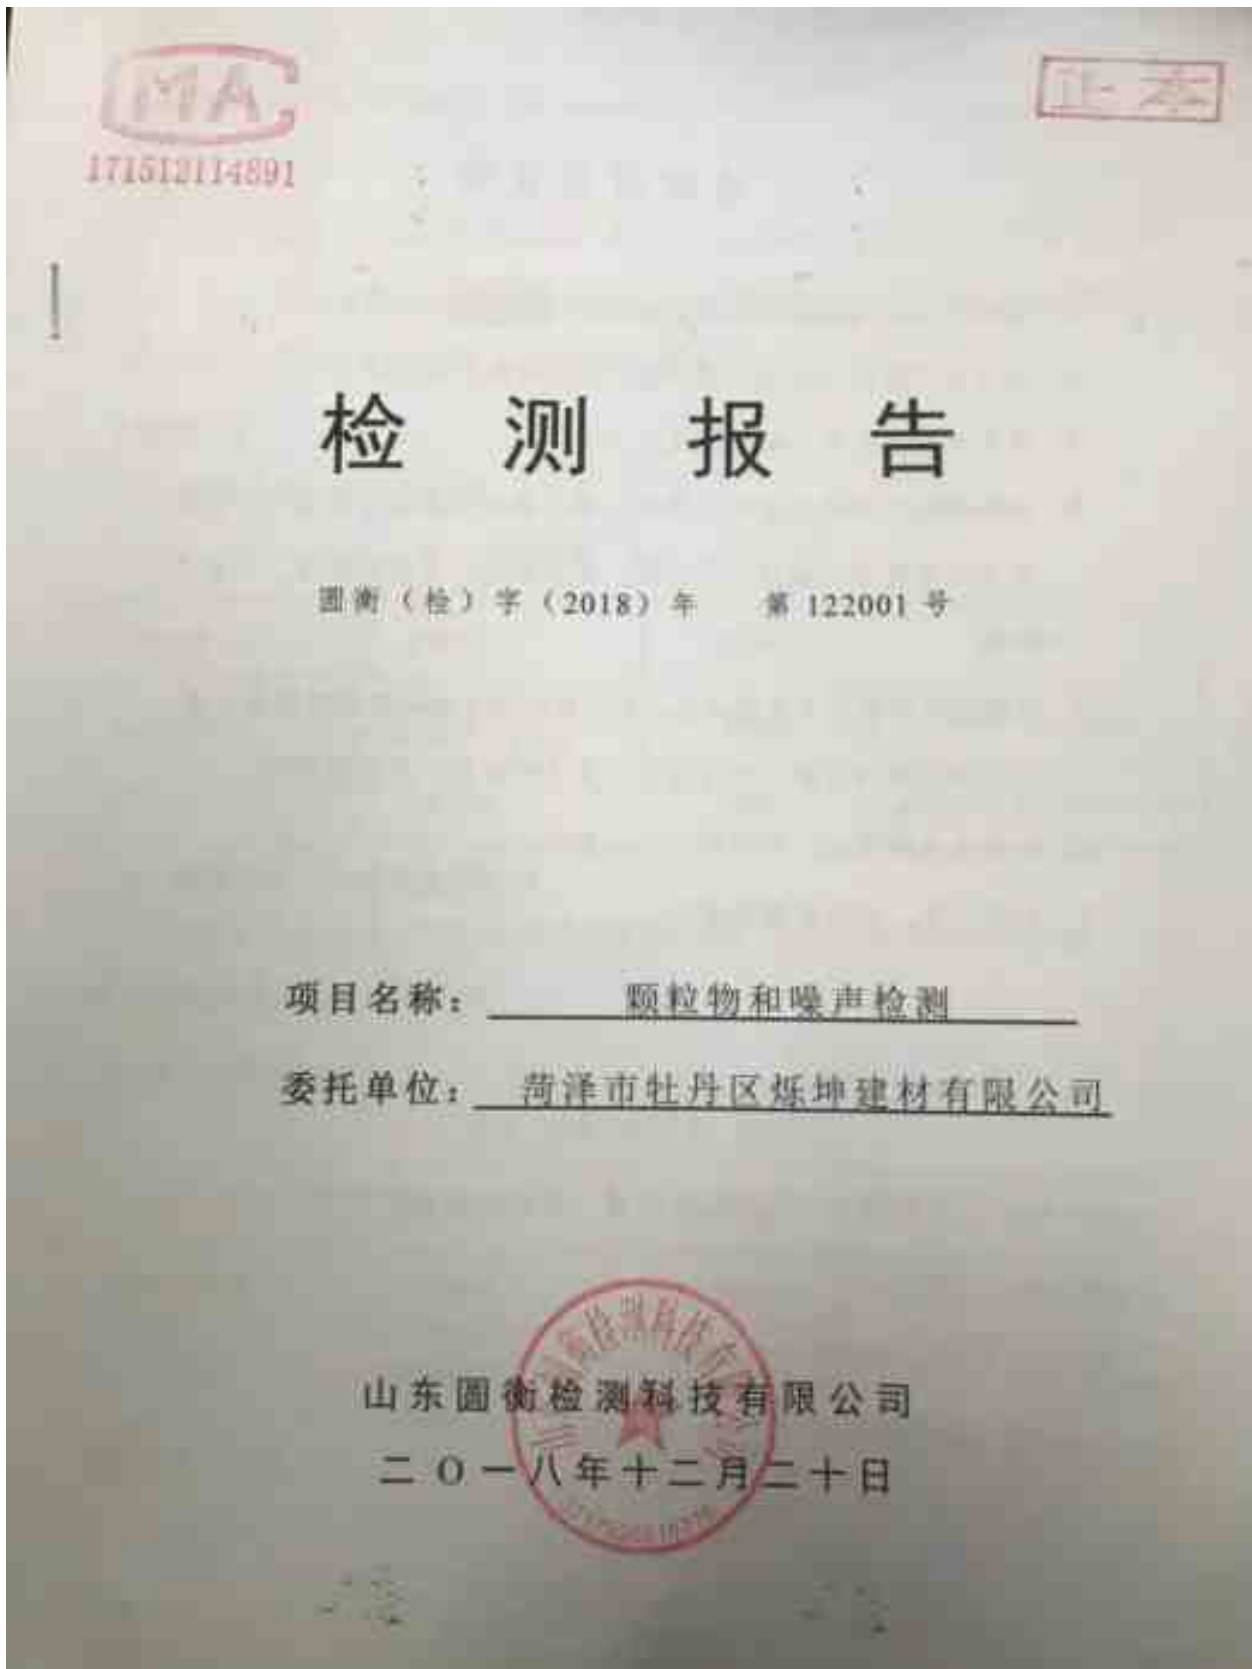 MA
正本
171512114891
检测报告
圆衡（检）字（2018）年 第 122001 号
项目名称： 颗粒物和噪声检测
委托单位： 菏泽市牡丹区烁坤建材有限公司
山东圆衡检测科技有限公司
二O一八年十二月二十日